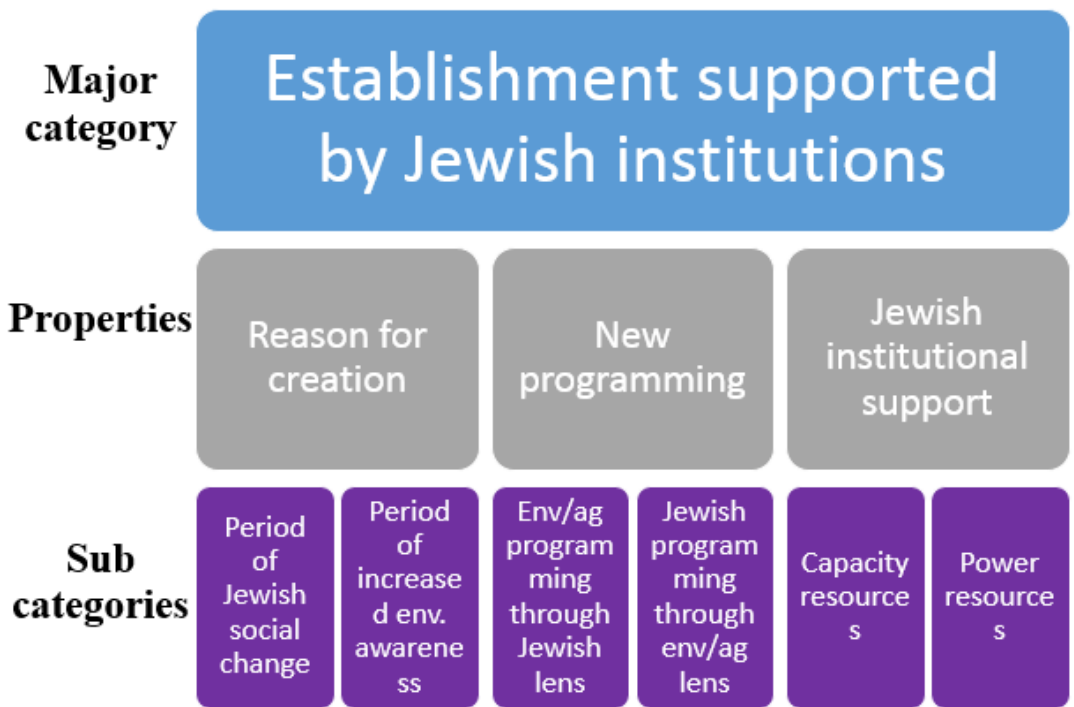 Major
category
Establishment supported
by Jewish institutions
Properties
Reason for
creation
New
programming
Jewish
institutional
support
Sub
categories
Period
of
Jewish
social
change
Period
of
increase
d env.
awarene
ss
Env/ag
program
ming
through
Jewish
lens
Jewish
program
ming
through
env/ag
lens
Capacity
resource
s
Power
resource
s